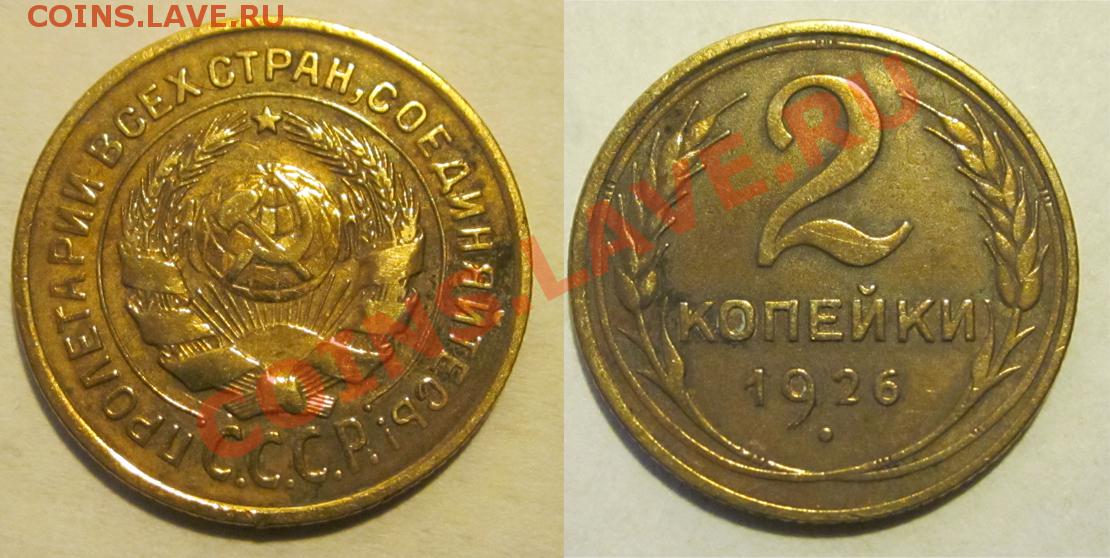 COINS.LAVE.RU
ПРОЛЕТАРИИ ВСЕХ СТРАН, СОЕДИНЯЙТЕСЬ!
С.С.С.Р.
2
КОПЕЙКИ
1926
COINS.LAVE.RU